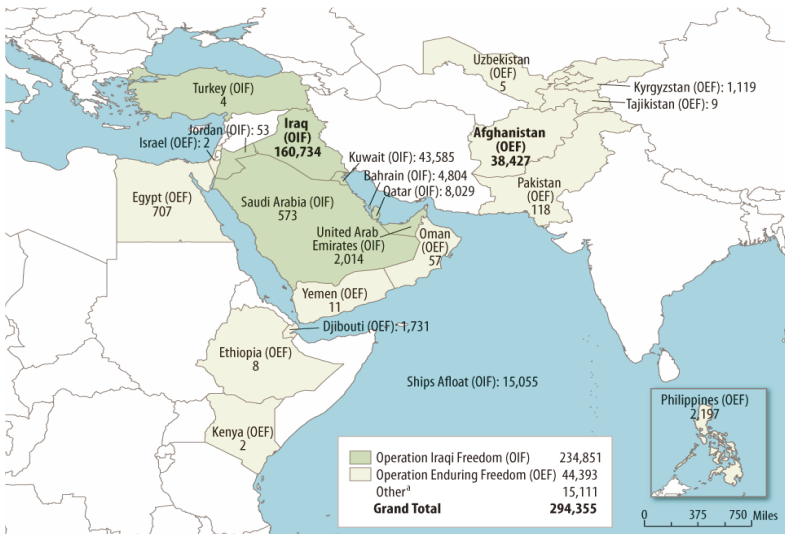 Uzbekistan
(OEF)
5
Kyrgyzstan (OEF): 1,119
Tajikistan (OEF): 9
Turkey (OIF)
4
Iraq
(OIF)
160,734
Jordan (OIF): 53
Israel (OEF): 2
Afghanistan
(OEF)
38,427
Kuwait (OIF): 43,585
Bahrain (OIF): 4,804
Qatar (OIF): 8,029
Pakistan
(OEF)
118
Egypt (OEF)
707
Saudi Arabia (OIF)
573
United Arab
Emirates (OIF)
2,014
Oman
(OEF)
57
Yemen (OEF)
11
Djibouti (OEF): 1,731
Ethiopia (OEF)
8
Ships Afloat (OIF): 15,055
Kenya (OEF)
2
Philippines (OEF)
2,197
Operation Iraqi Freedom (OIF) 234,851
Operation Enduring Freedom (OEF) 44,393
Otherª 15,111
Grand Total 294,355
0 375 750 Miles